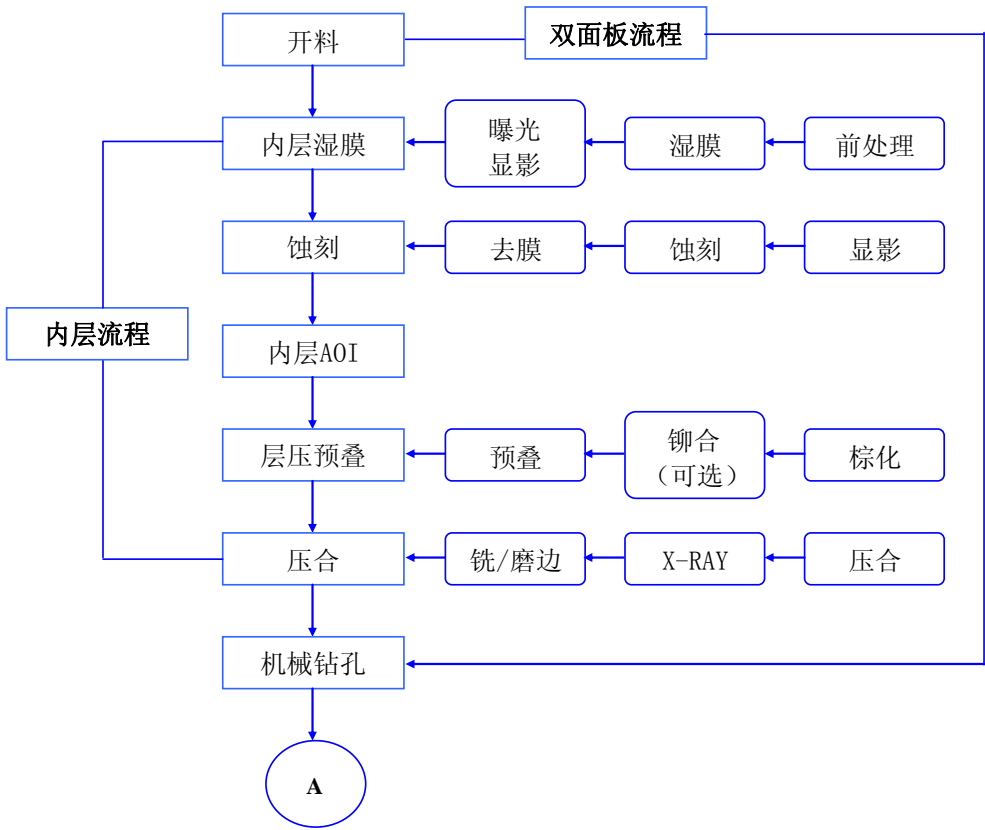 开料
双面板流程
内层湿膜
曝光
显影
湿膜
前处理
蚀刻
去膜
蚀刻
显影
内层流程
内层AOI
层压预叠
预叠
铆合
（可选）
棕化
压合
铣/磨边
X-RAY
压合
机械钻孔
A